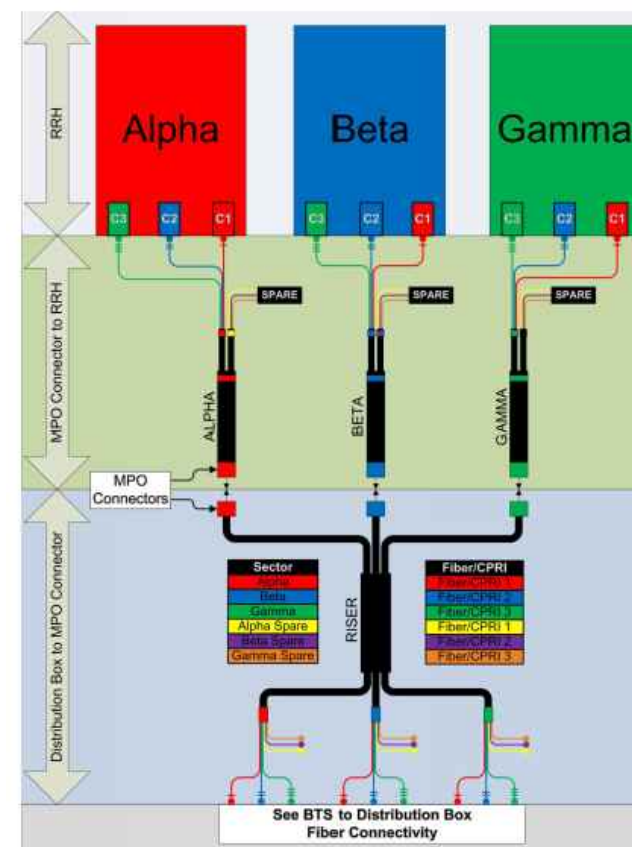 RRH
Alpha
Beta
Gamma
C3
C2
C1
C3
C2
C1
C3
C2
C1
MPO Connector to RRH
SPARE
SPARE
SPARE
ALPHA
BETA
GAMMA
MPO
Connectors
Distribution Box to MPO Connector
Sector
Alpha
Beta
Gamma
Alpha Spare
Beta Spare
Gamma Spare
RISER
Fiber/CPRI
Fiber/CPRI 1
Fiber/CPRI 2
Fiber/CPRI 3
Fiber/CPRI 1
Fiber/CPRI 2
Fiber/CPRI 3
See BTS to Distribution Box
Fiber Connectivity